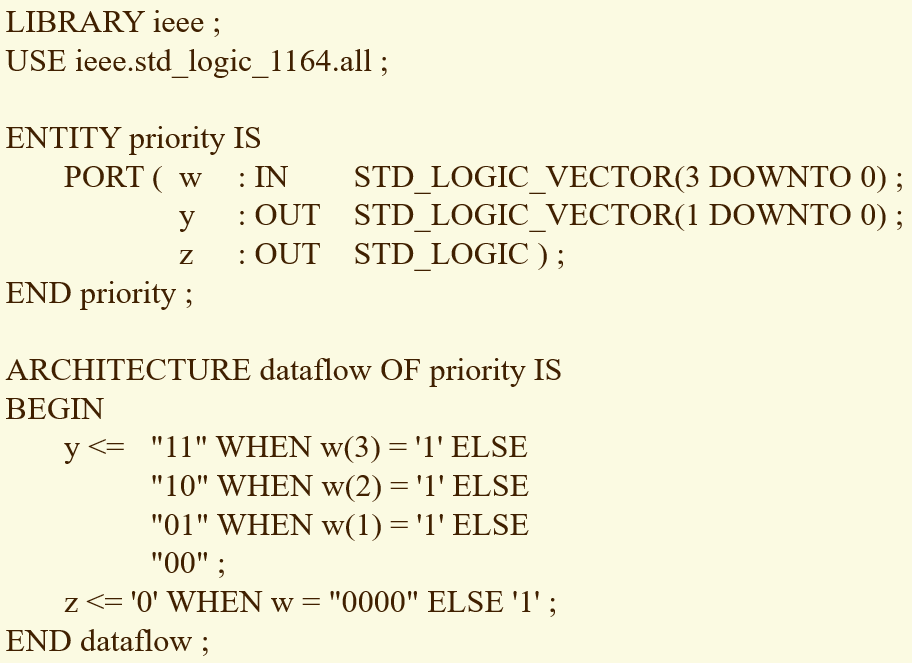 LIBRARY ieee ;
USE ieee.std_logic_1164.all ;
ENTITY priority IS
PORT ( w : IN STD_LOGIC_VECTOR(3 DOWNTO 0) ;
y : OUT STD_LOGIC_VECTOR(1 DOWNTO 0) ;
z : OUT STD_LOGIC ) ;
END priority ;
ARCHITECTURE dataflow OF priority IS
BEGIN
y <= "11" WHEN w(3) = '1' ELSE
"10" WHEN w(2) = '1' ELSE
"01" WHEN w(1) = '1' ELSE
"00" ;
z <= '0' WHEN w = "0000" ELSE '1' ;
END dataflow ;